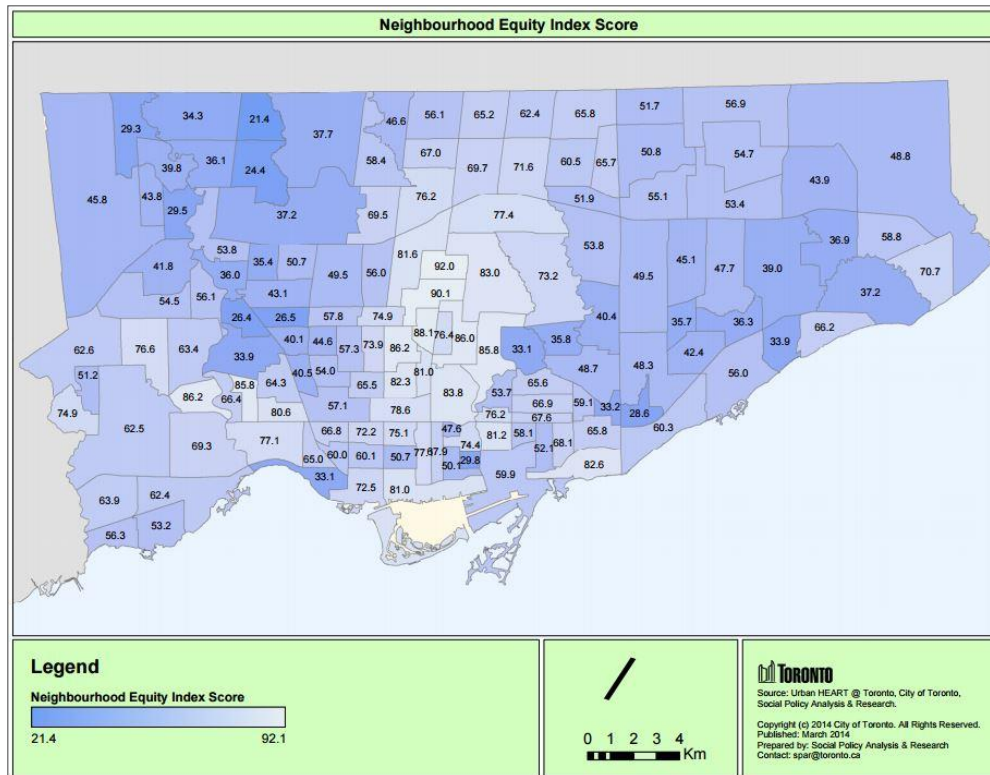 Neighbourhood Equity Index Score
34.3 21.4 56.1 65.2 62.4 65.8 51.7 56.9
29.3 37.7 46.6
67.0 50.8 54.7 48.8
39.8 36.1 24.4 58.4 69.7 71.6 60.5 65.7
43.9
45.8 43.8 29.5 37.2 69.5 76.2 51.9 55.1 53.4
77.4
53.8 53.8 36.9 58.8
41.8 36.0 35.4 50.7 49.5 56.0 81.6 92.0 83.0 73.2 49.5 45.1 47.7 39.0 70.7
54.5 56.1 43.1 90.1 37.2
26.4 26.5 57.8 74.9 40.4 35.7 36.3 66.2
62.6 76.6 63.4 33.9 40.1 44.6 57.3 73.9 86.2 88.1 76.4 86.0 85.8 33.1 35.8 42.4 33.9
51.2 40.5 54.0 81.0 48.7 48.3 56.0
85.8 64.3 65.5 82.3 83.8 53.7 65.6
74.9 86.2 66.4 57.1 78.6 66.9 59.1 33.2 28.6
62.5 80.6 76.2 67.6 60.3
69.3 77.1 66.8 72.2 75.1 47.6 81.2 58.1 68.1 65.8
65.0 60.0 60.1 50.7 77.6 67.9 74.4 52.1
50.1 29.8 82.6
63.9 62.4 33.1 72.5 81.0 59.9
56.3 53.2
Legend
Neighbourhood Equity Index Score
21.4 92.1
0 1 2 3 4
Km
TORONTO
Source: Urban HEART @ Toronto, City of Toronto,
Social Policy Analysis & Research.
Copyright (c) 2014 City of Toronto. All Rights Reserved.
Published: March 2014
Prepared by: Social Policy Analysis & Research
Contact: spar@toronto.ca